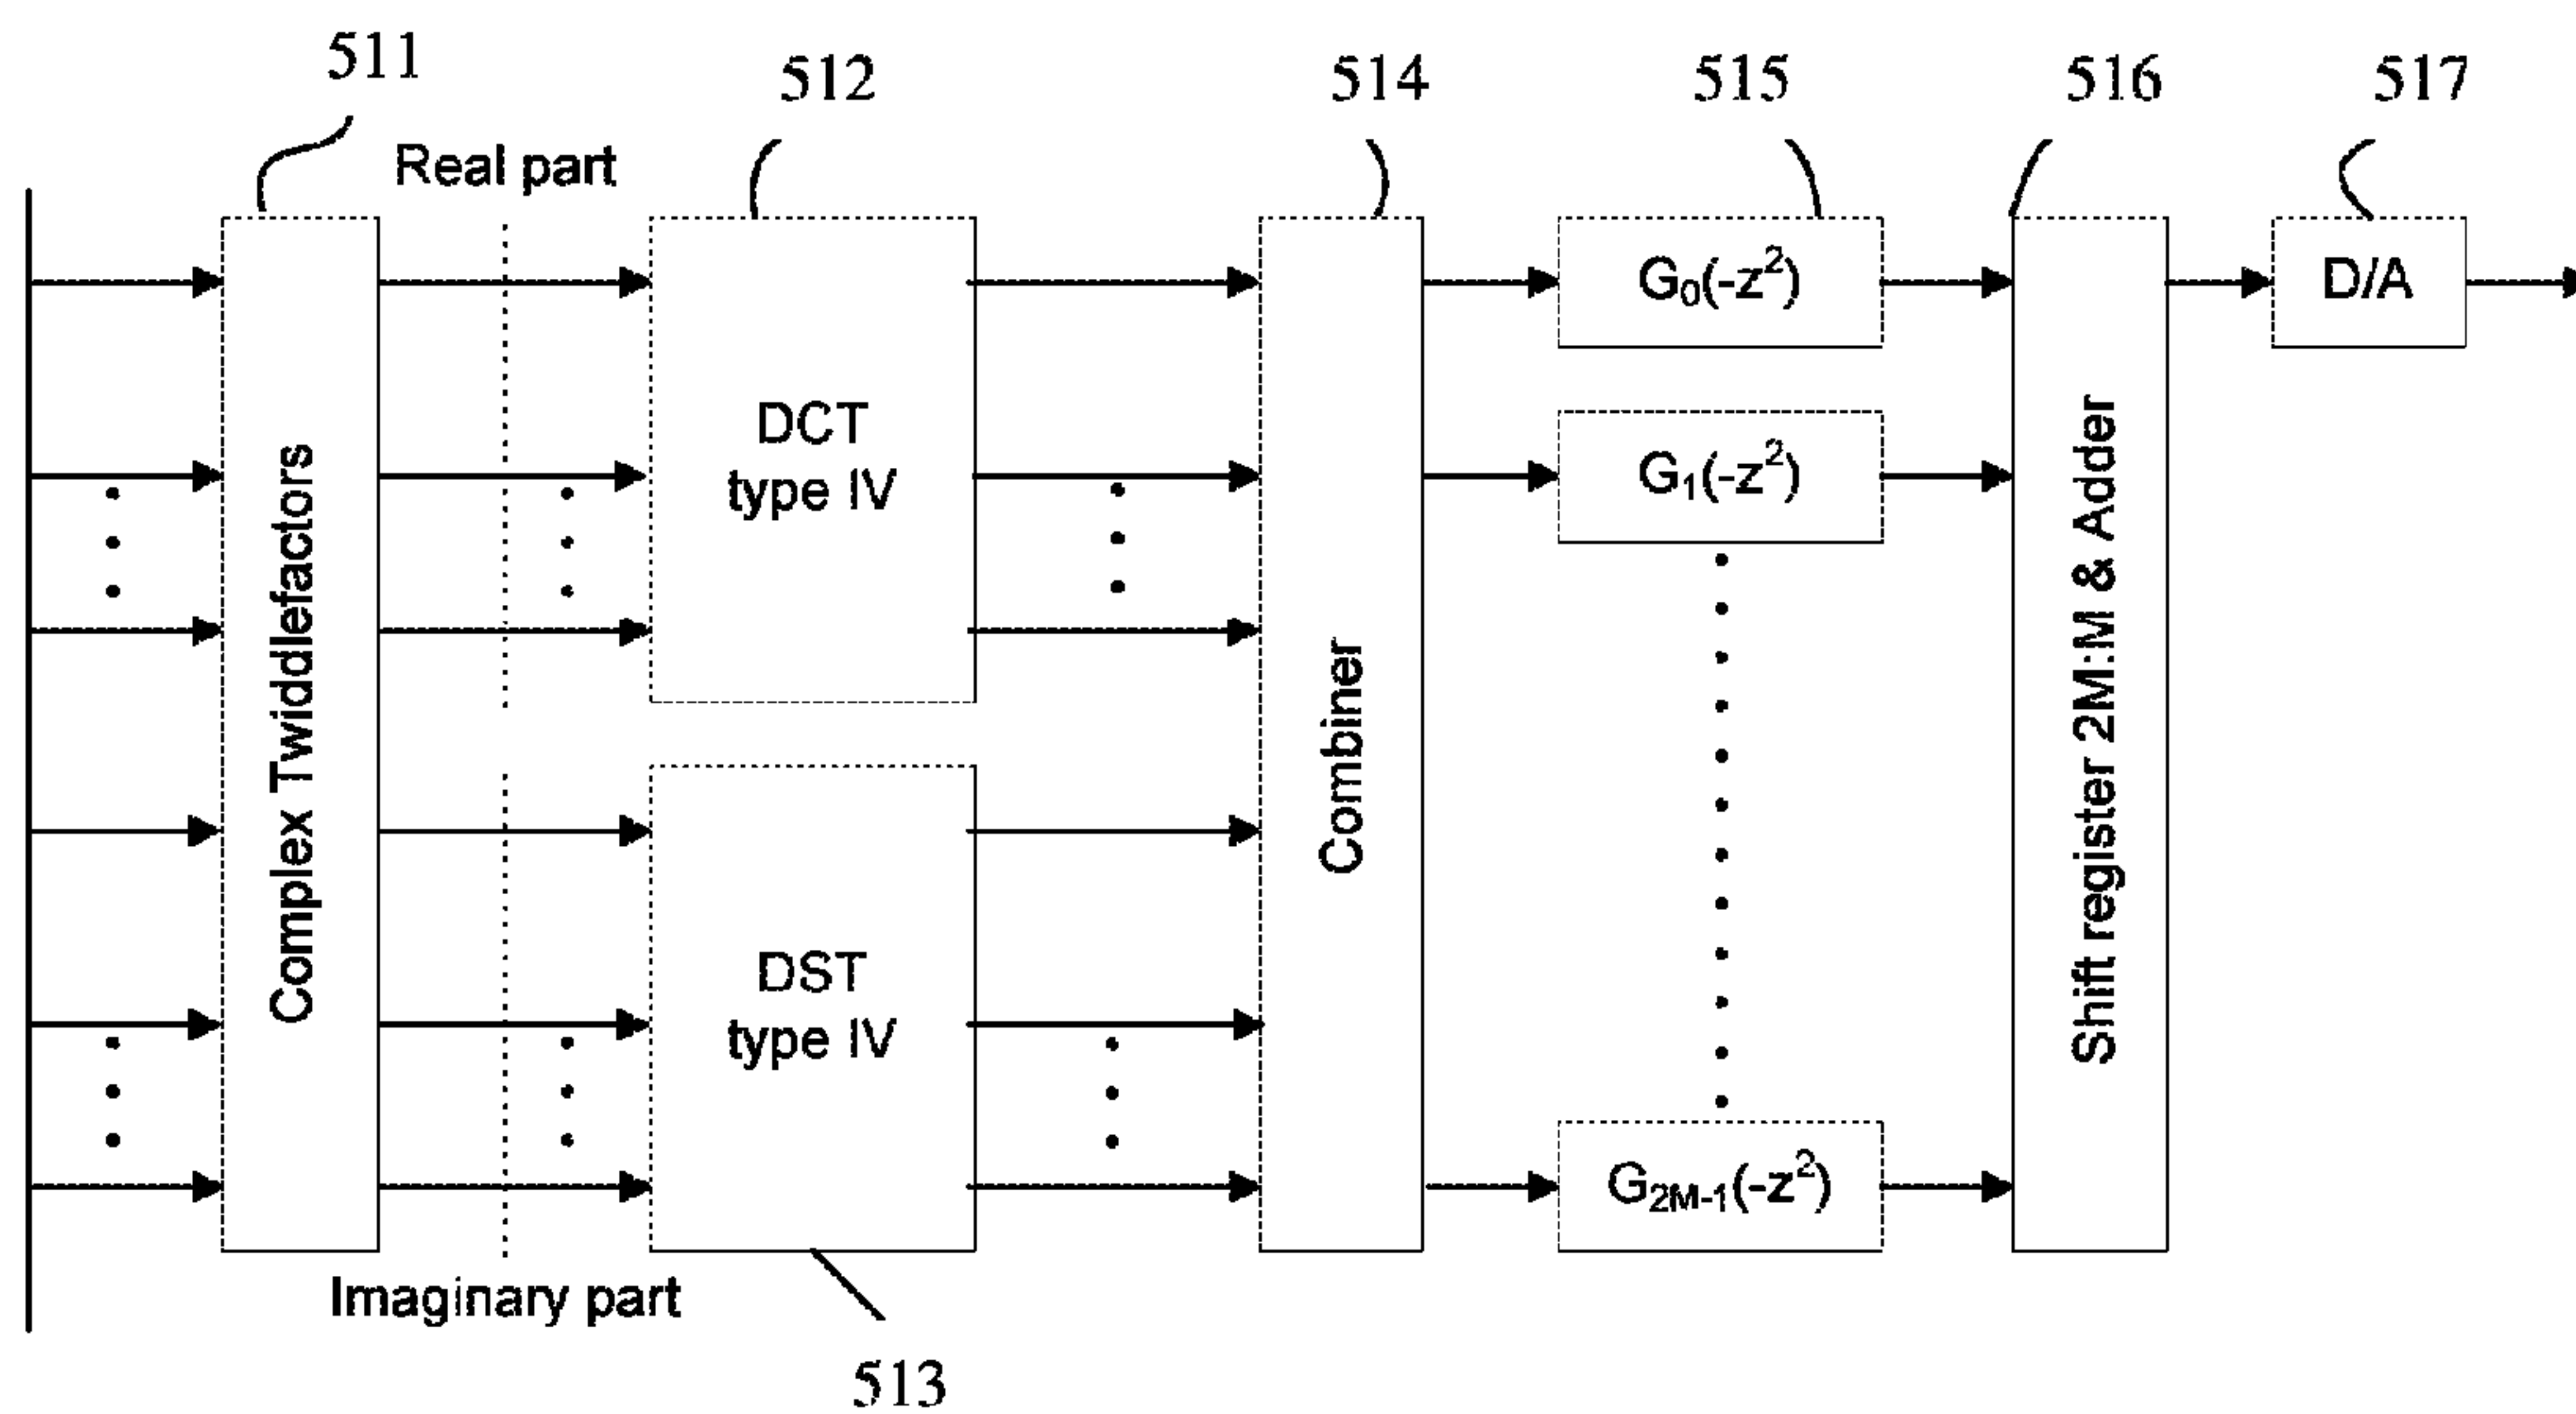 511
512
514
515
516
517
Real part
Complex Twiddlefactors
DCT
type IV
DST
type IV
Combiner
G₀(-z²)
G₁(-z²)
G₂M-₁(-z²)
Shift register 2M:M & Adder
D/A
Imaginary part
513